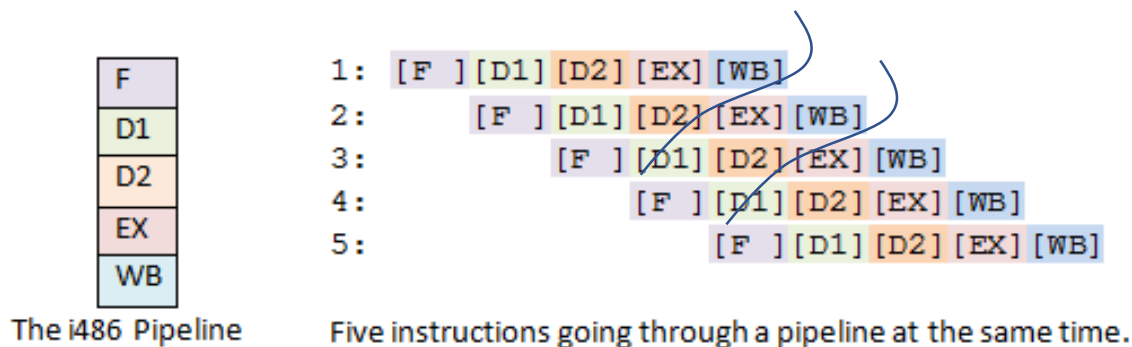 F
D1
D2
EX
WB
The i486 Pipeline
1: [F ][D1][D2][EX][WB]
2: [F ][D1][D2][EX][WB]
3: [F ][D1][D2][EX][WB]
4: [F ][D1][D2][EX][WB]
5: [F ][D1][D2][EX][WB]
Five instructions going through a pipeline at the same time.